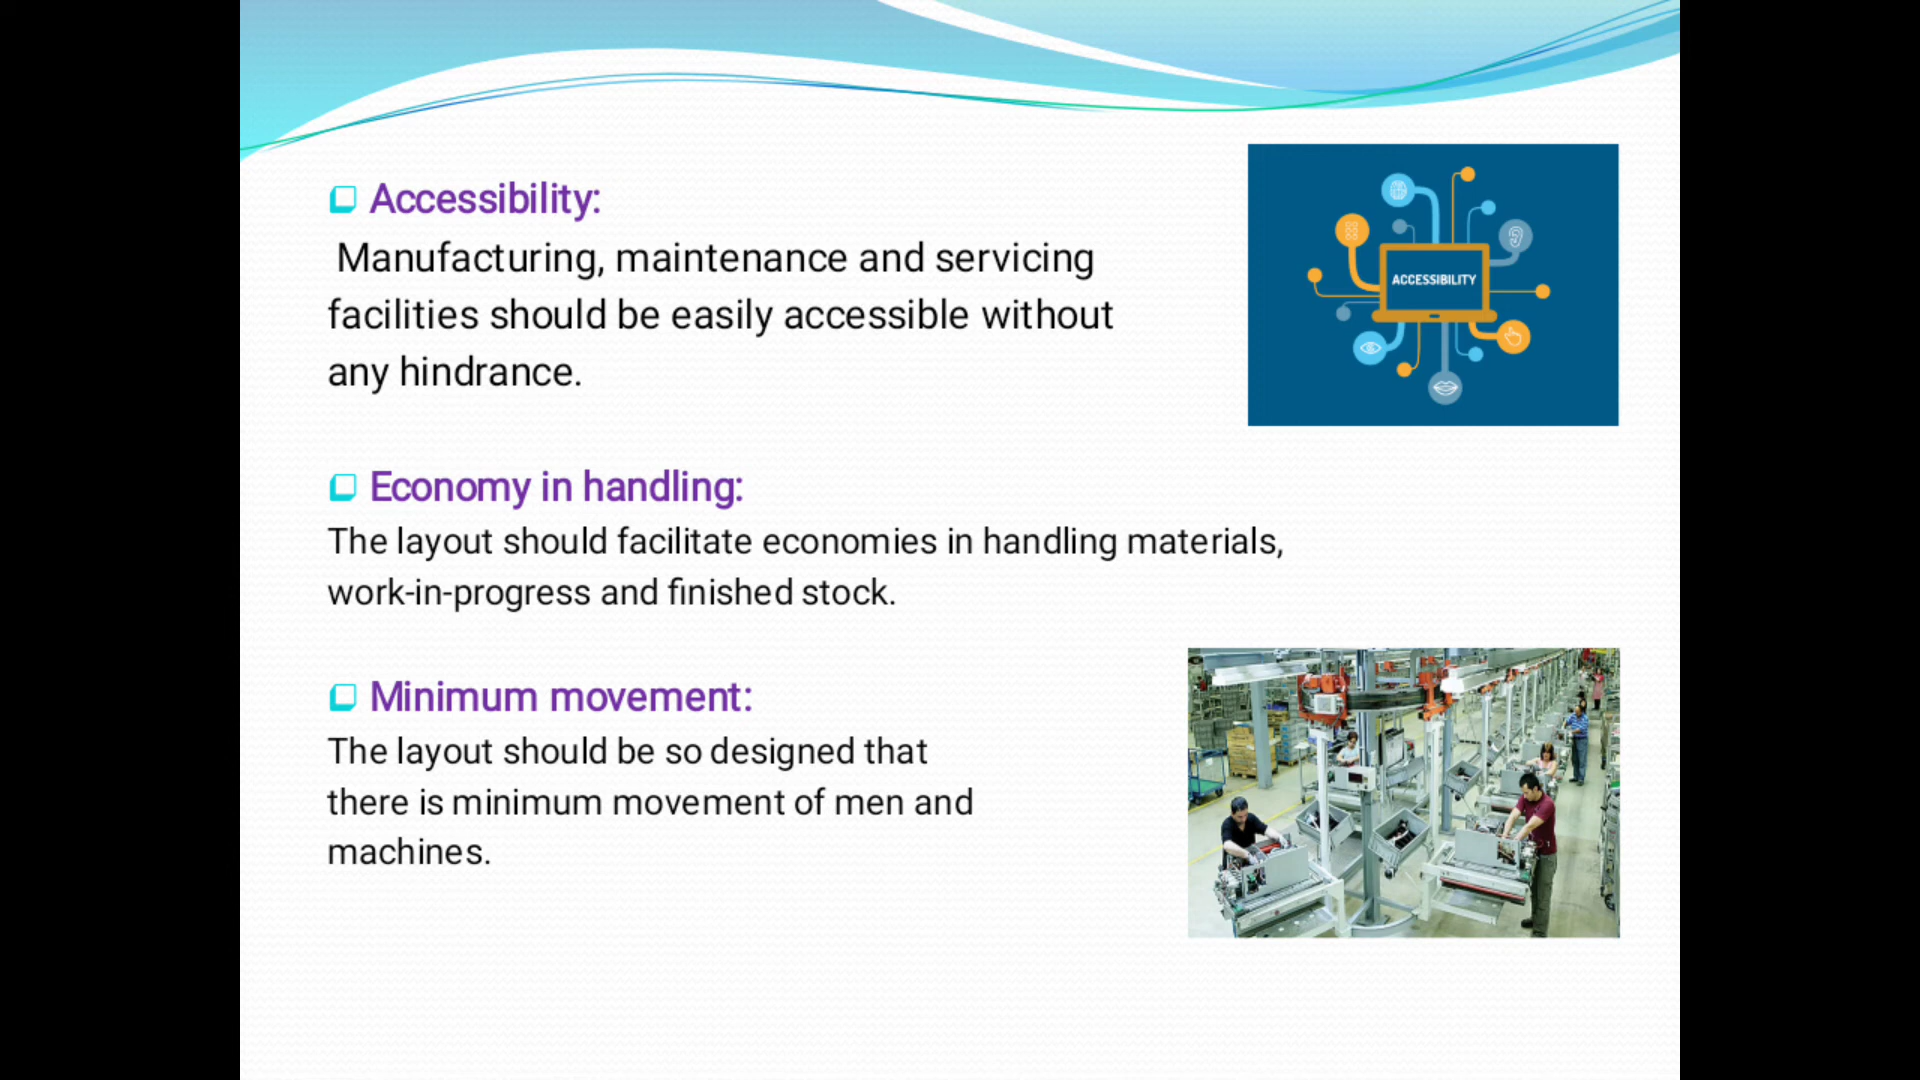 Accessibility:
Manufacturing, maintenance and servicing
facilities should be easily accessible without
any hindrance.
ACCESSIBILITY
Economy in handling:
The layout should facilitate economies in handling materials,
work-in-progress and finished stock.
Minimum movement:
The layout should be so designed that
there is minimum movement of men and
machines.